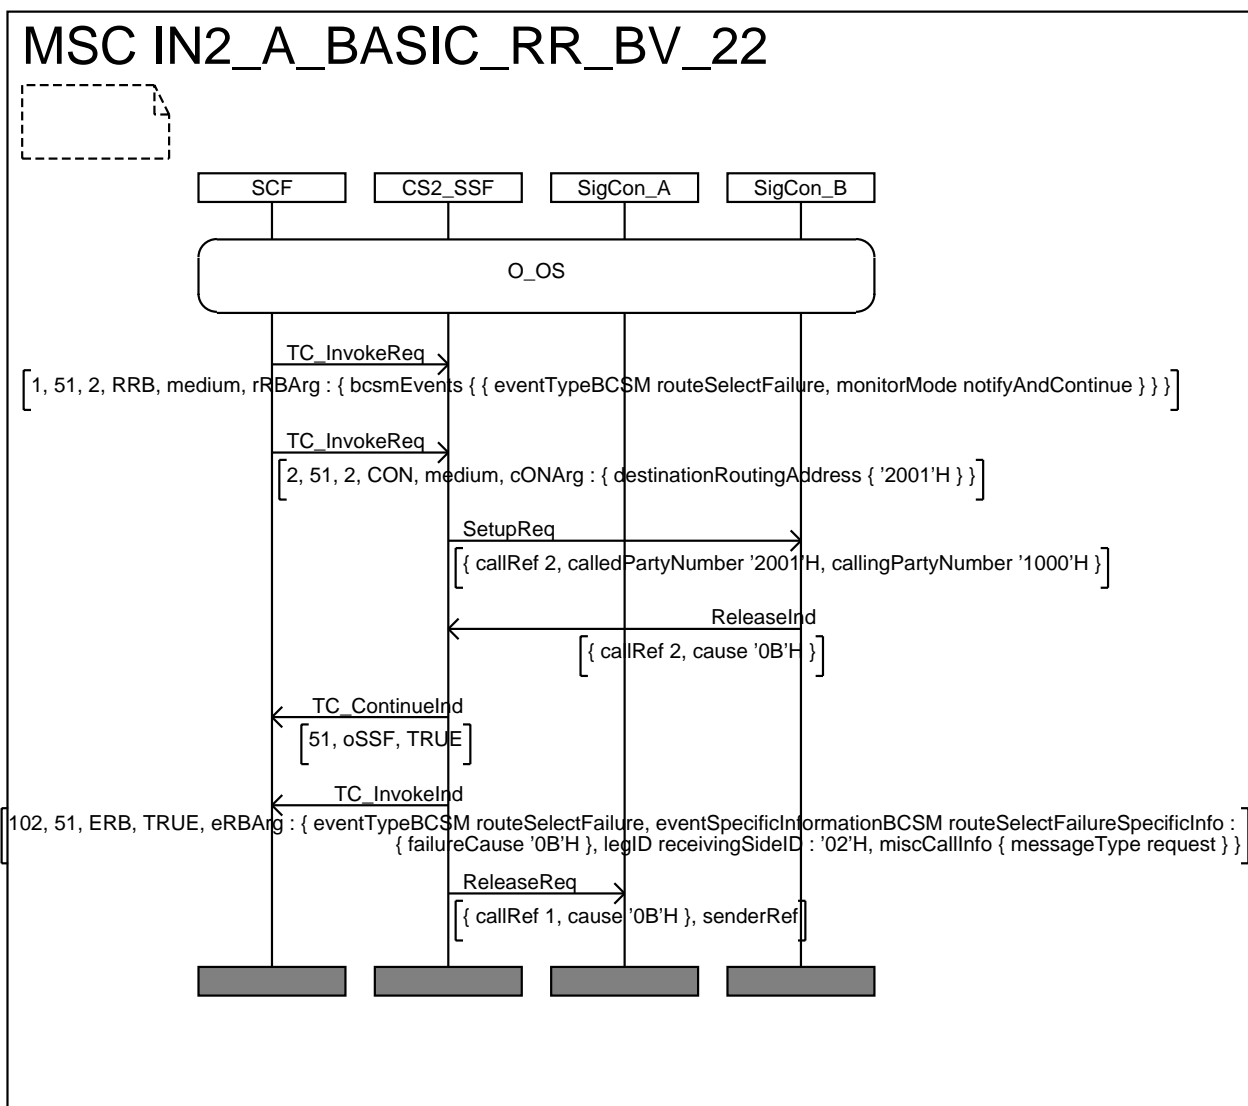 MSC IN2_A_BASIC_RR_BV_22
SCF
CS2_SSF
SigCon_A
SigCon_B
O_OS
TC_InvokeReq
1, 51, 2, RRB, medium, rRBArg : { bcsmEvents { { eventTypeBCSM routeSelectFailure, monitorMode notifyAndContinue } } }
TC_InvokeReq
2, 51, 2, CON, medium, cONArg : { destinationRoutingAddress { '2001'H } }
SetupReq
{ callRef 2, calledPartyNumber '2001'H, callingPartyNumber '1000'H }
ReleaseInd
{ callRef 2, cause '0B'H }
TC_ContinueInd
51, oSSF, TRUE
TC_InvokeInd
102, 51, ERB, TRUE, eRBArg : { eventTypeBCSM routeSelectFailure, eventSpecificInformationBCSM routeSelectFailureSpecificInfo :
{ failureCause '0B'H }, legID receivingSideID : '02'H, miscCallInfo { messageType request } }
ReleaseReq
{ callRef 1, cause '0B'H }, senderRef